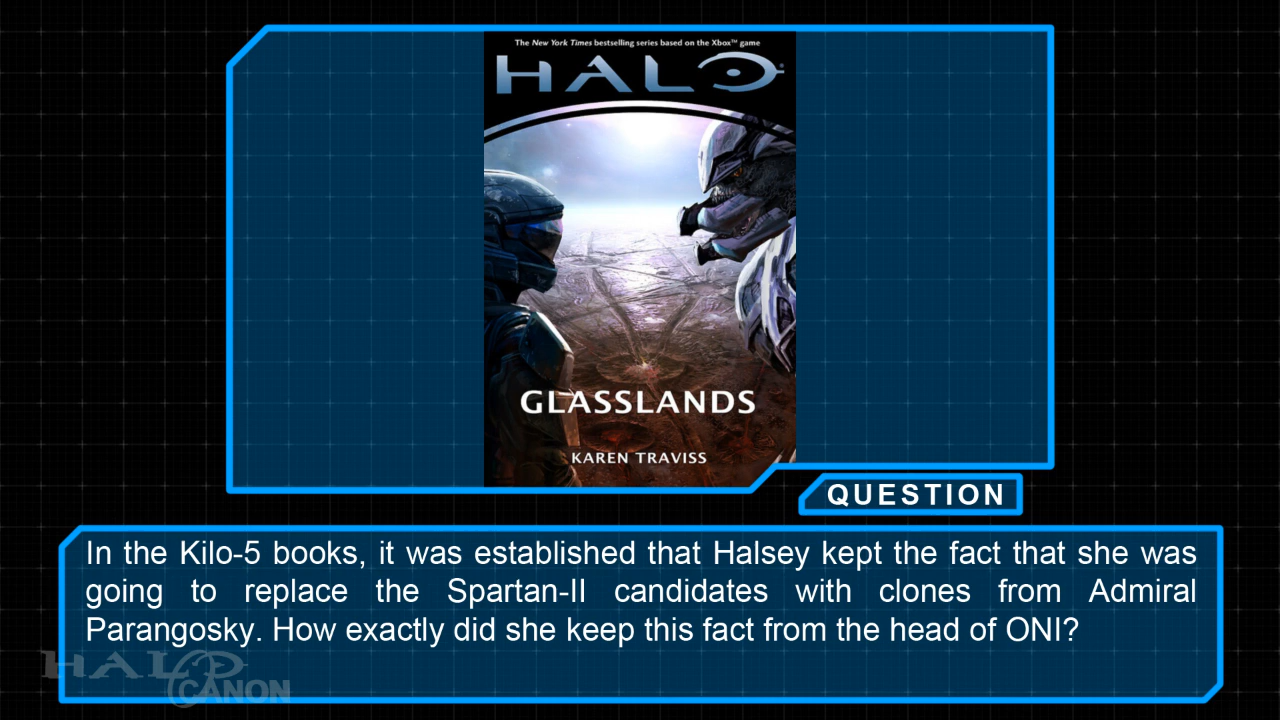 The New York Times bestselling series based on the Xbox™ game
HALO
GLASSLANDS
KAREN TRAVISS
QUESTION
In the Kilo-5 books, it was established that Halsey kept the fact that she was
going to replace the Spartan-II candidates with clones from Admiral
Parangosky. How exactly did she keep this fact from the head of ONI?
HALO
CANON